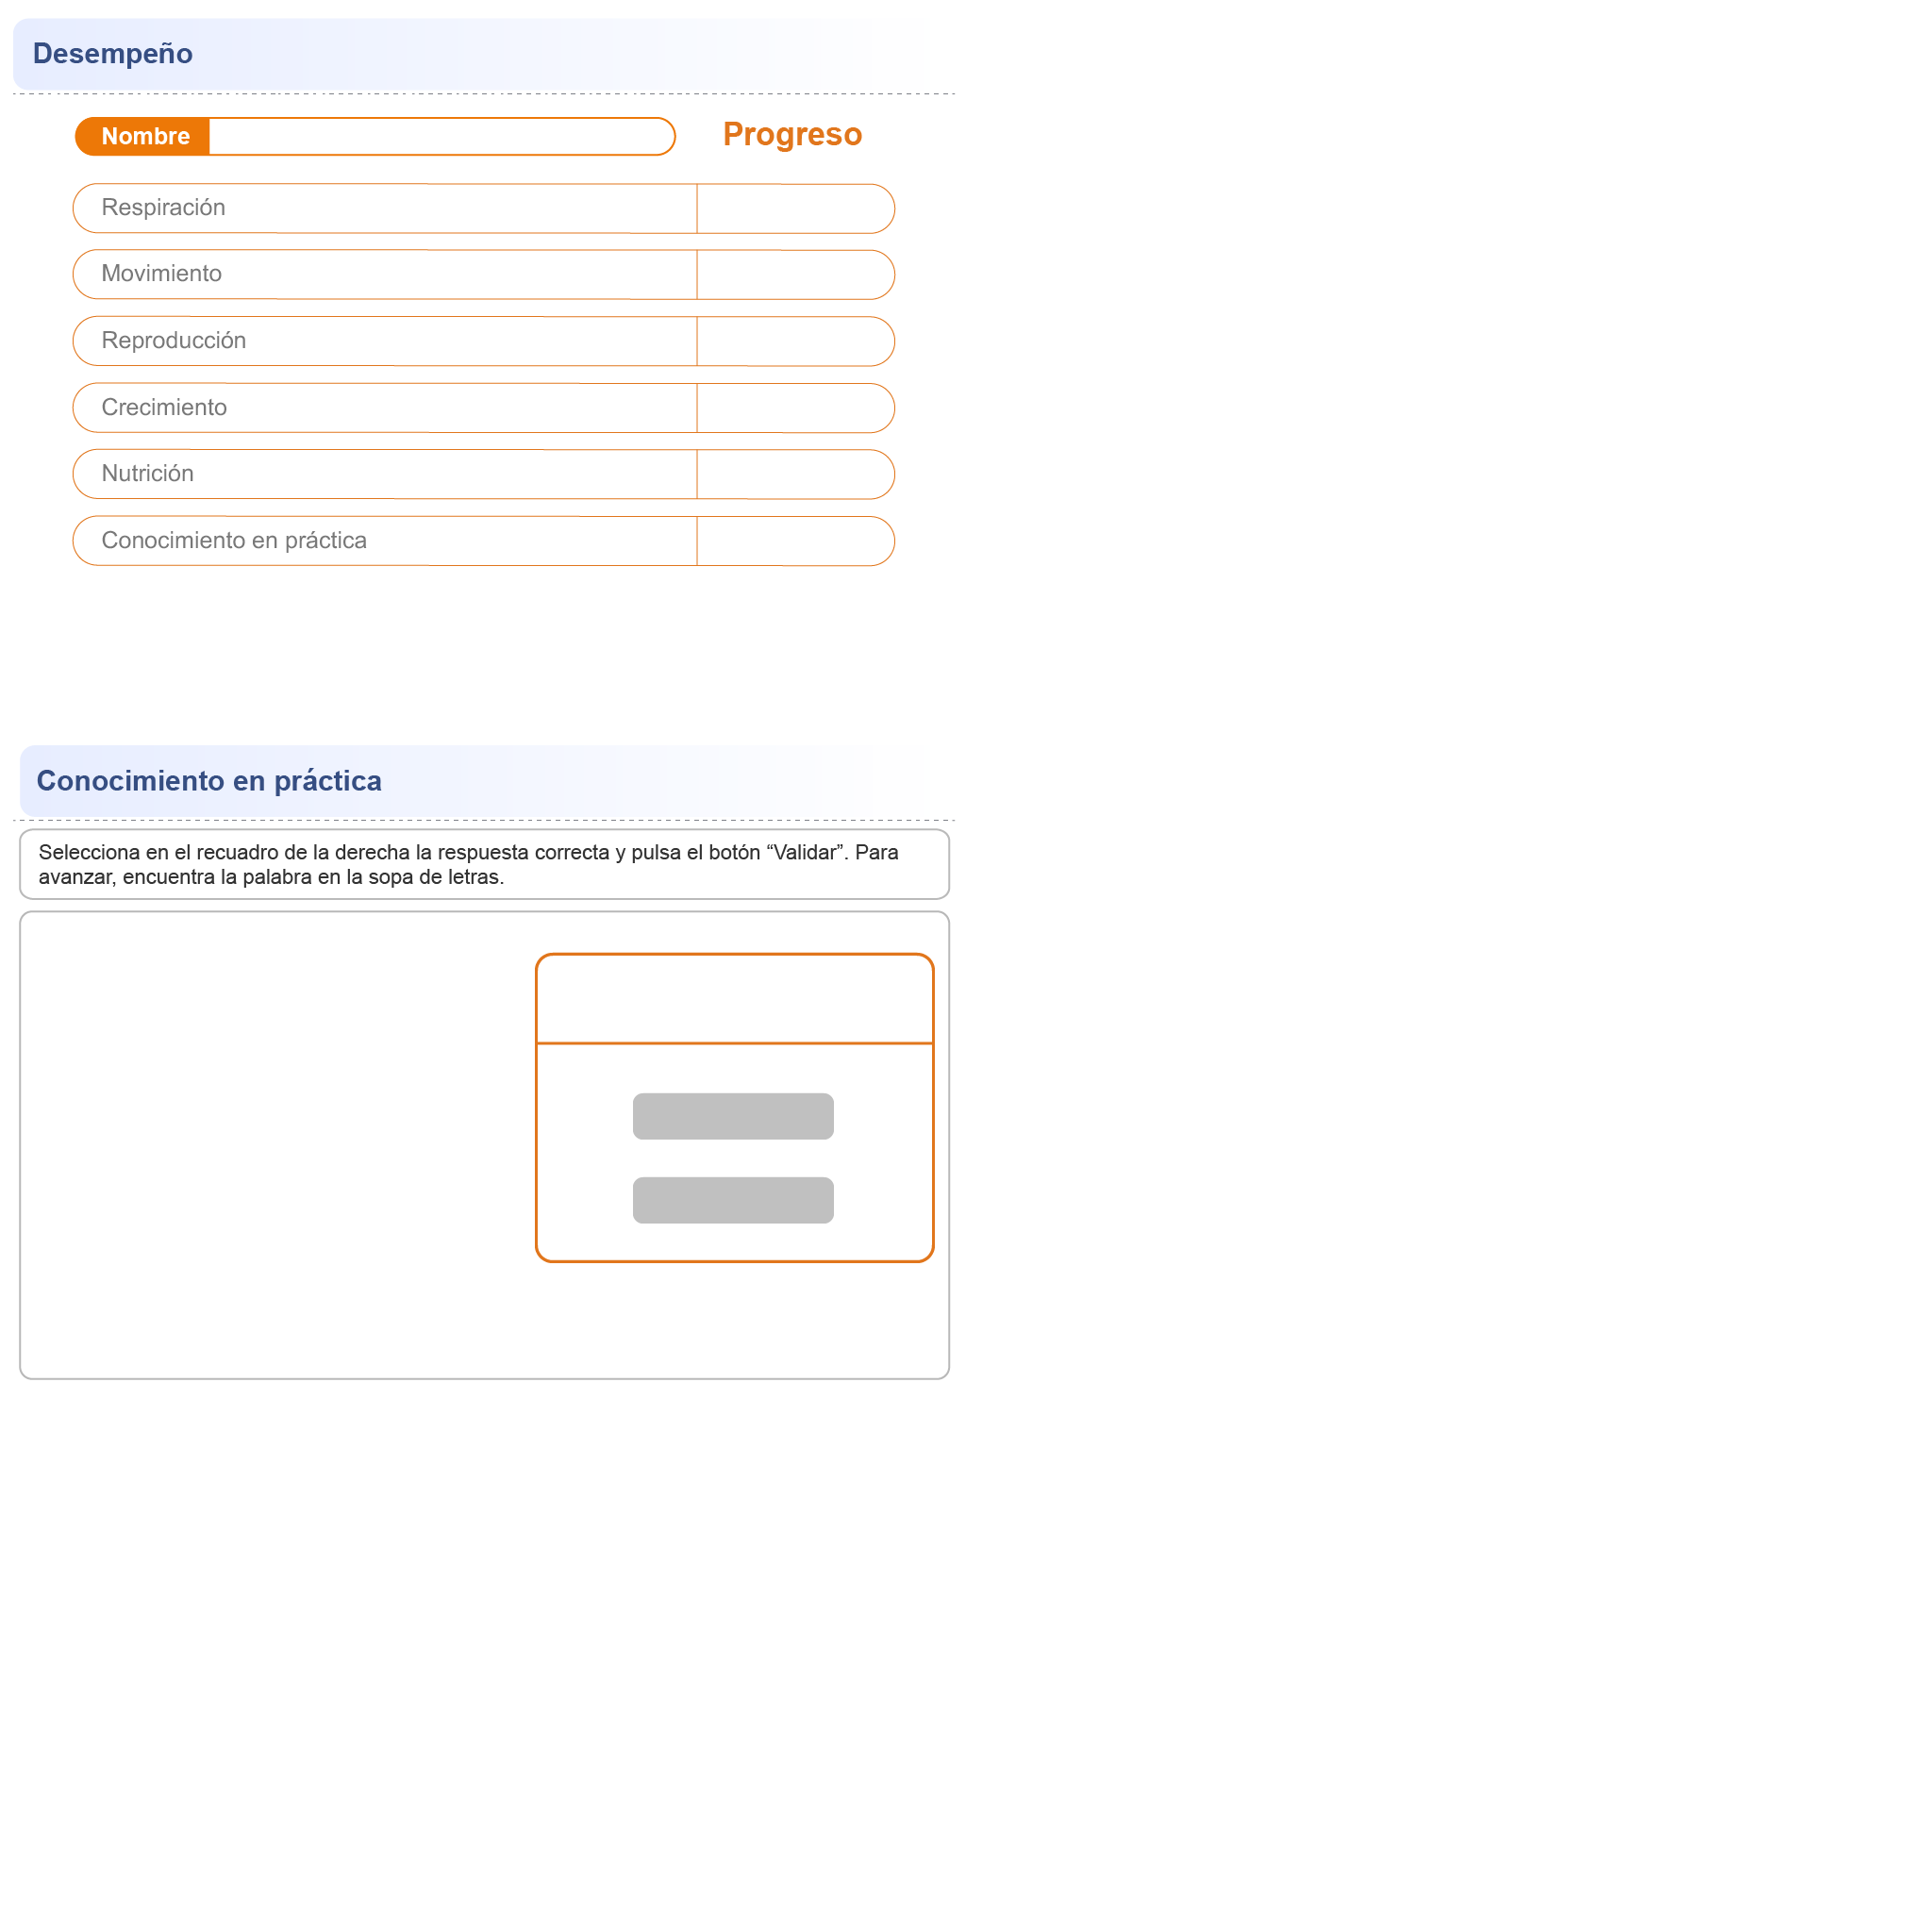 Desempeño
Nombre
Progreso
Respiración
Movimiento
Reproducción
Crecimiento
Nutrición
Conocimiento en práctica
Conocimiento en práctica
Selecciona en el recuadro de la derecha la respuesta correcta y pulsa el botón “Validar”. Para
avanzar, encuentra la palabra en la sopa de letras.